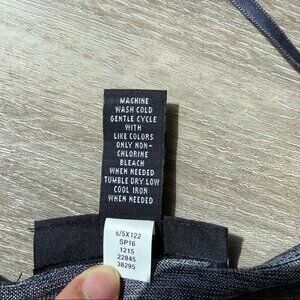 MACHINE
WASH COLD
GENTLE CYCLE
WITH
LIKE COLORS
ONLY NON-
CHLORINE
BLEACH
WHEN NEEDED
TUMBLE DRY LOW
COOL IRON
WHEN NEEDED
s/5X122
SP16
1215
22845
38295